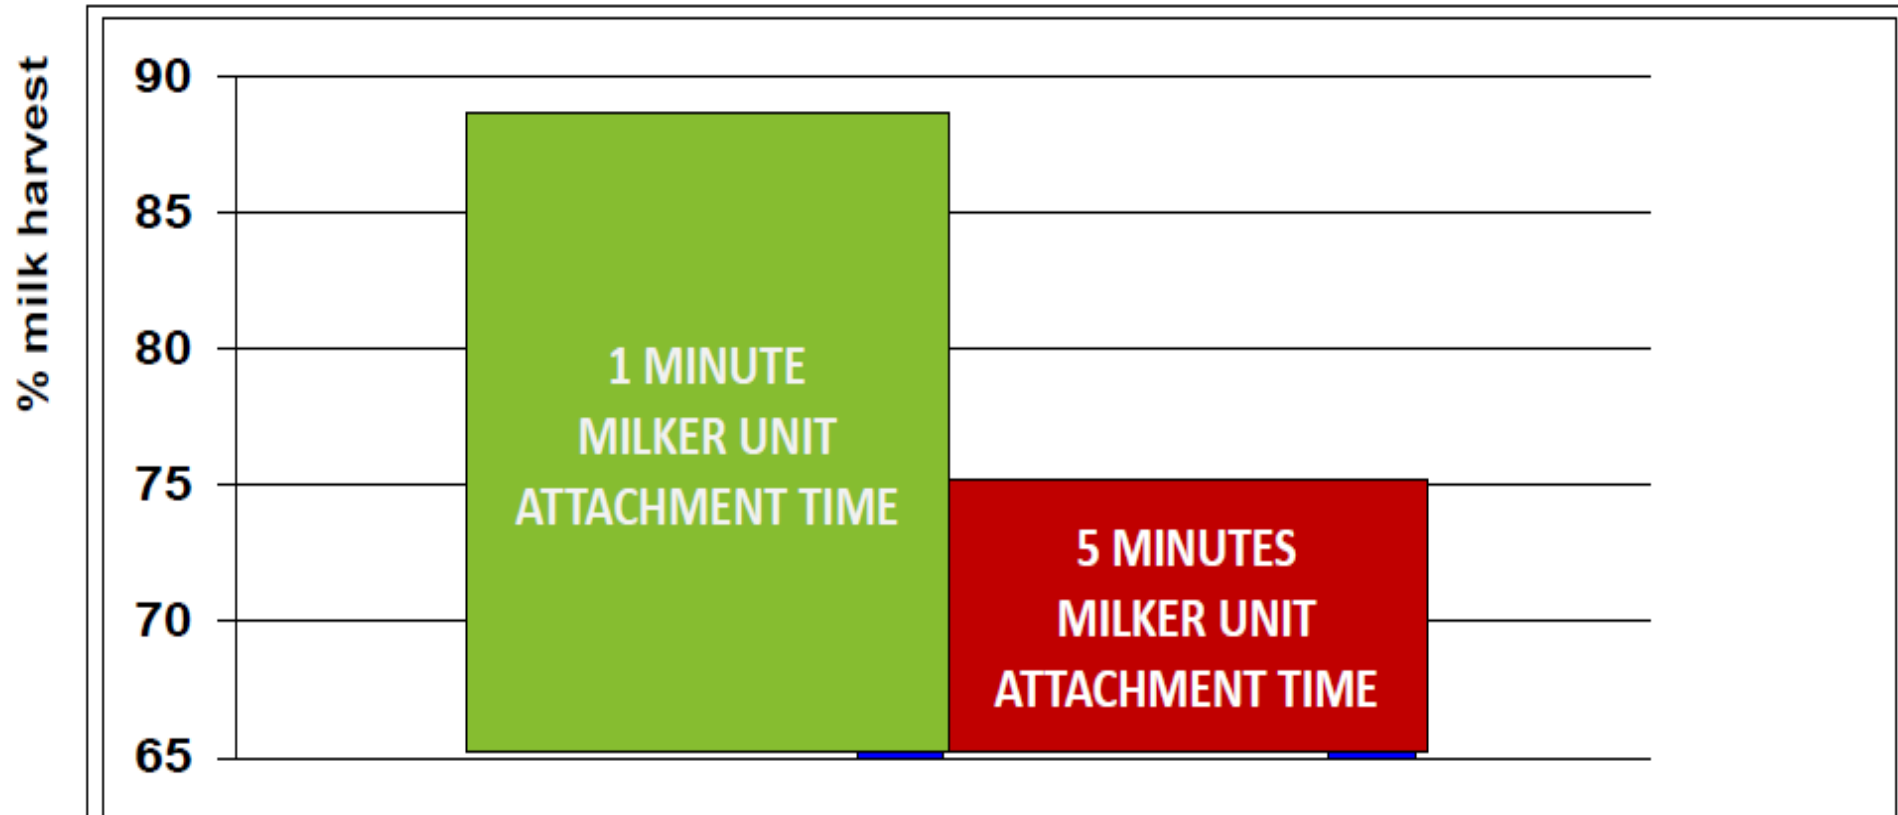 % milk harvest
90
85
80
75
70
65
1 MINUTE
MILKER UNIT
ATTACHMENT TIME
5 MINUTES
MILKER UNIT
ATTACHMENT TIME